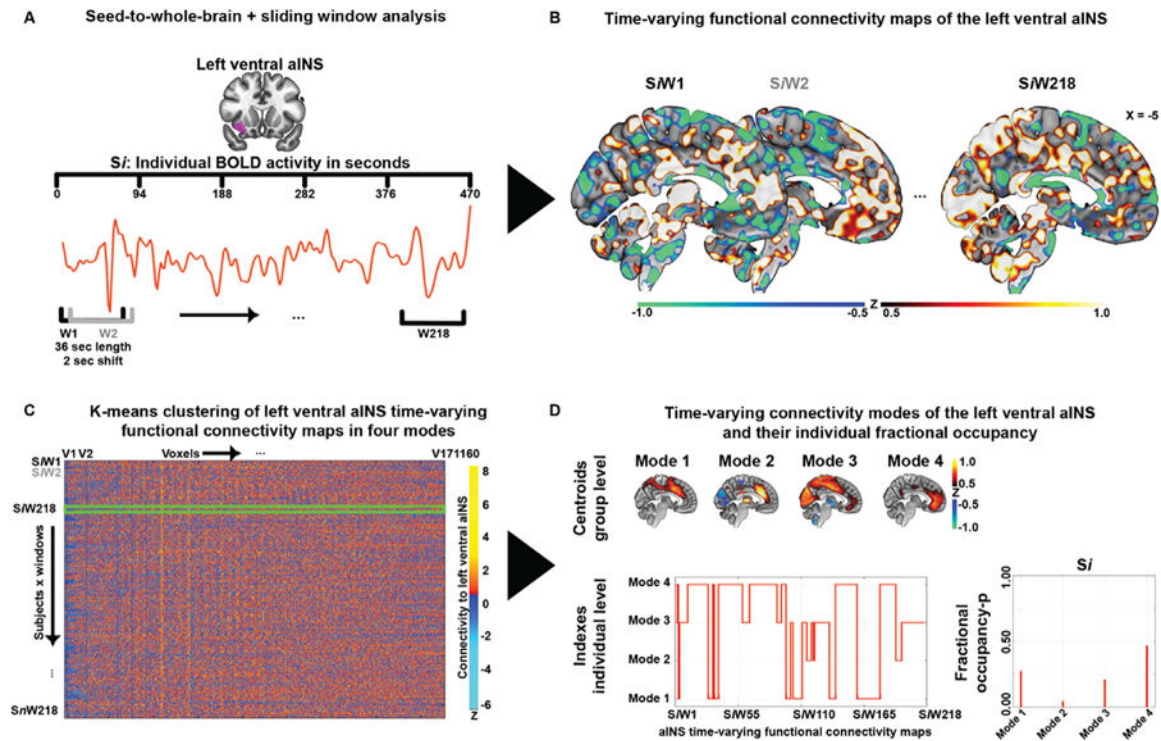 A Seed-to-whole-brain + sliding window analysis
Left ventral aINS
Si: Individual BOLD activity in seconds
0 94 188 282 376 470
W1 W2 ... W218
36 sec length
2 sec shift
B Time-varying functional connectivity maps of the left ventral aINS
SiW1 SiW2 SiW218
X = -5
...
Z
-1.0 -0.5 0.5 1.0
C K-means clustering of left ventral aINS time-varying
functional connectivity maps in four modes
V1 V2 Voxels ... V171160
SiW1
SiW2
SiW218
Subjects x windows
...
SnW218
Connectivity to left ventral aINS
8
6
4
2
0
-2
-4
-6
Z
D Time-varying connectivity modes of the left ventral aINS
and their individual fractional occupancy
Centroids
group level
Mode 1 Mode 2 Mode 3 Mode 4
1.0
0.5
Z
-0.5
-1.0
Indexes
individual level
Mode 4
Mode 3
Mode 2
Mode 1
SiW1 SiW55 SiW110 SiW165 SiW218
aINS time-varying functional connectivity maps
Si
Fractional
occupancy-p
1.00
0.50
0.00
Mode 1 Mode 2 Mode 3 Mode 4